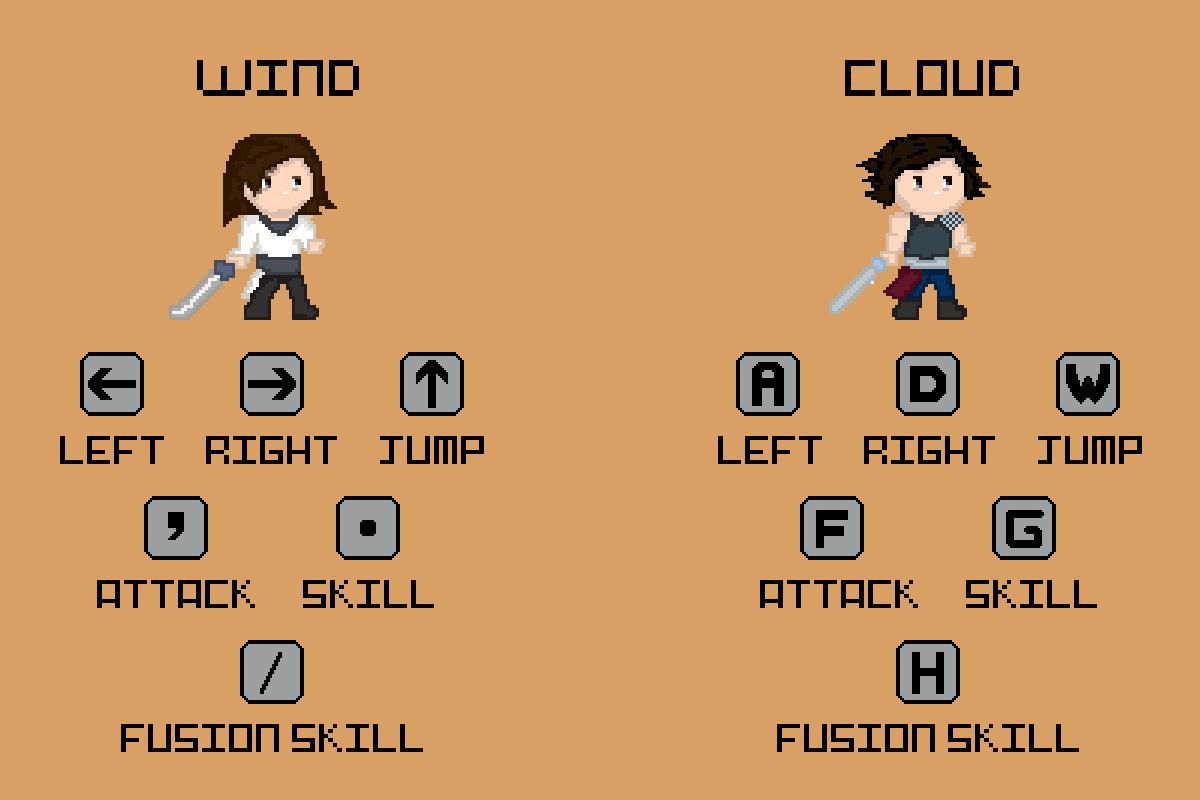 WIND
← → ↑
LEFT RIGHT JUMP
, .
ATTACK SKILL
/
FUSION SKILL
CLOUD
A D W
LEFT RIGHT JUMP
F G
ATTACK SKILL
H
FUSION SKILL